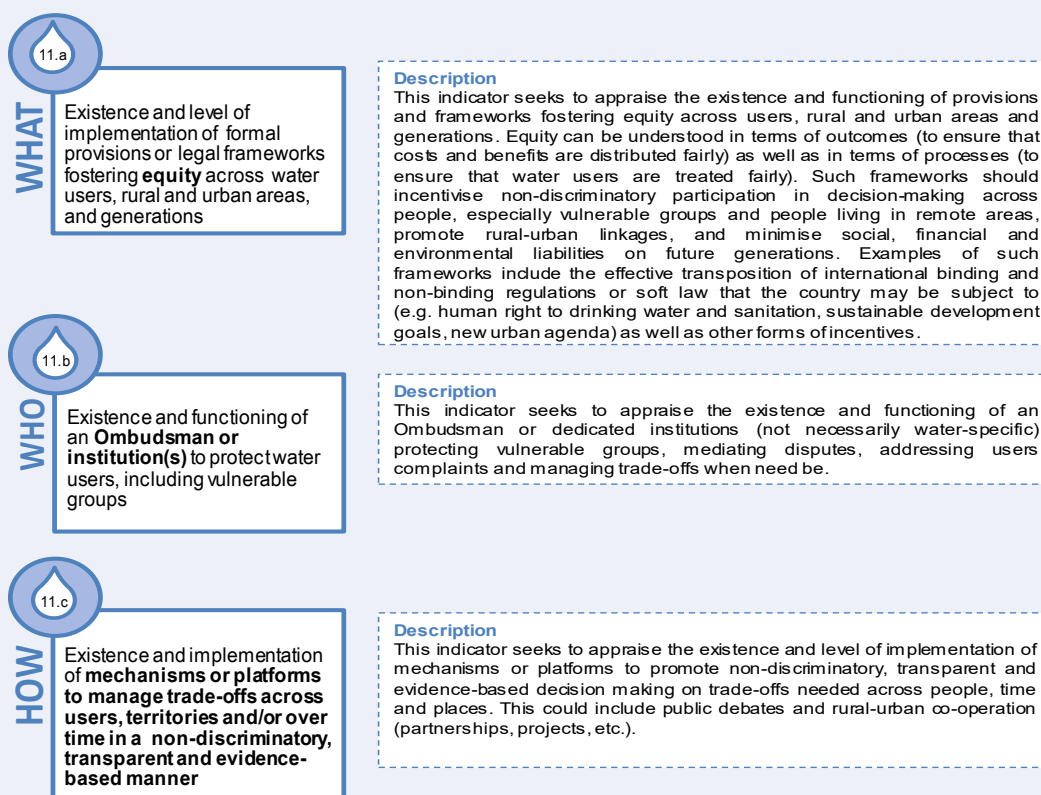 11.a
WHAT
Existence and level of
implementation of formal
provisions or legal frameworks
fostering equity across water
users, rural and urban areas,
and generations
Description
This indicator seeks to appraise the existence and functioning of provisions
and frameworks fostering equity across users, rural and urban areas and
generations. Equity can be understood in terms of outcomes (to ensure that
costs and benefits are distributed fairly) as well as in terms of processes (to
ensure that water users are treated fairly). Such frameworks should
incentivise non-discriminatory participation in decision-making across
people, especially vulnerable groups and people living in remote areas,
promote rural-urban linkages, and minimise social, financial and
environmental liabilities on future generations. Examples of such
frameworks include the effective transposition of international binding and
non-binding regulations or soft law that the country may be subject to
(e.g. human right to drinking water and sanitation, sustainable development
goals, new urban agenda) as well as other forms of incentives.
11.b
WHO
Existence and functioning of
an Ombudsman or
institution(s) to protect water
users, including vulnerable
groups
Description
This indicator seeks to appraise the existence and functioning of an
Ombudsman or dedicated institutions (not necessarily water-specific)
protecting vulnerable groups, mediating disputes, addressing users
complaints and managing trade-offs when need be.
11.c
HOW
Existence and implementation
of mechanisms or platforms
to manage trade-offs across
users, territories and/or over
time in a non-discriminatory,
transparent and evidence-
based manner
Description
This indicator seeks to appraise the existence and level of implementation of
mechanisms or platforms to promote non-discriminatory, transparent and
evidence-based decision making on trade-offs needed across people, time
and places. This could include public debates and rural-urban co-operation
(partnerships, projects, etc.).